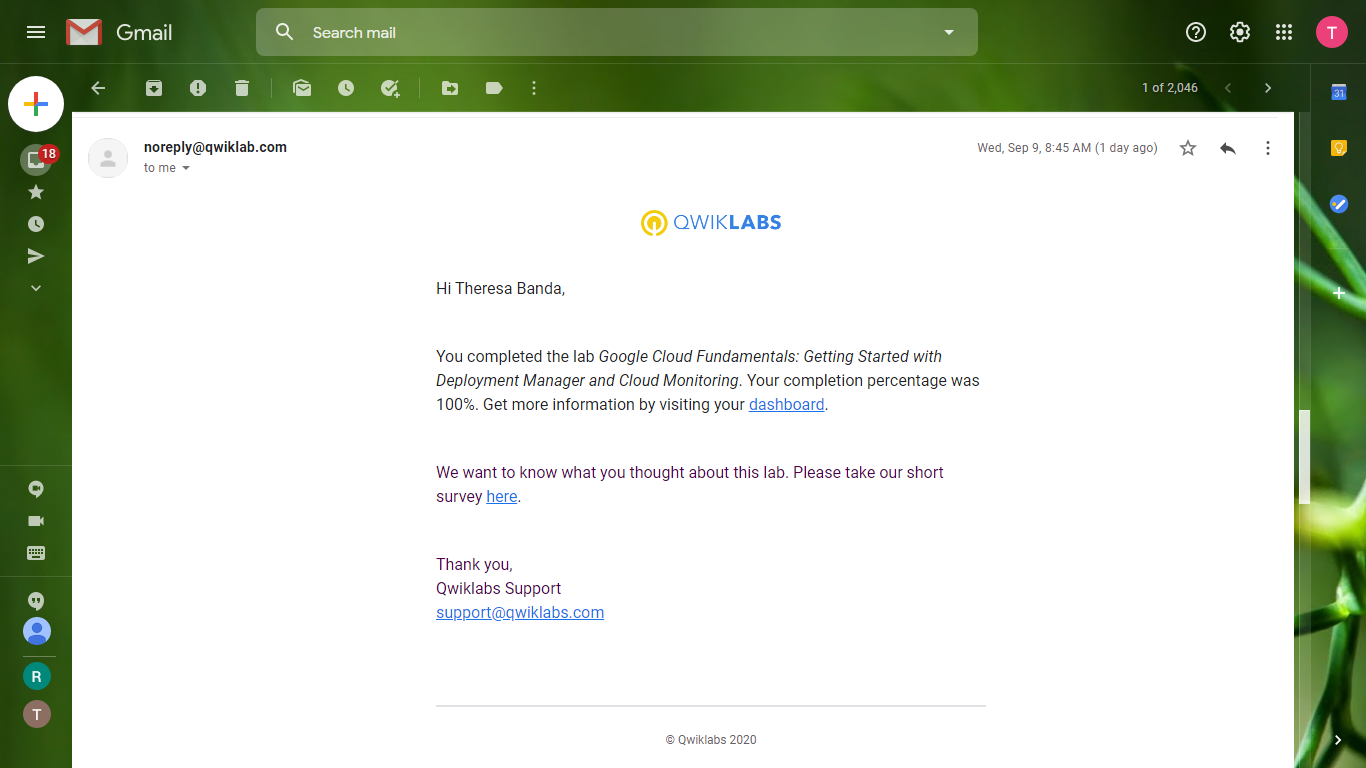 Gmail
Search mail
T
1 of 2,046
31
18
noreply@qwiklab.com
Wed, Sep 9, 8:45 AM (1 day ago)
to me
QWIKLABS
Hi Theresa Banda,
You completed the lab Google Cloud Fundamentals: Getting Started with
Deployment Manager and Cloud Monitoring. Your completion percentage was
100%. Get more information by visiting your dashboard.
We want to know what you thought about this lab. Please take our short
survey here.
Thank you,
Qwiklabs Support
support@qwiklabs.com
R
T
© Qwiklabs 2020